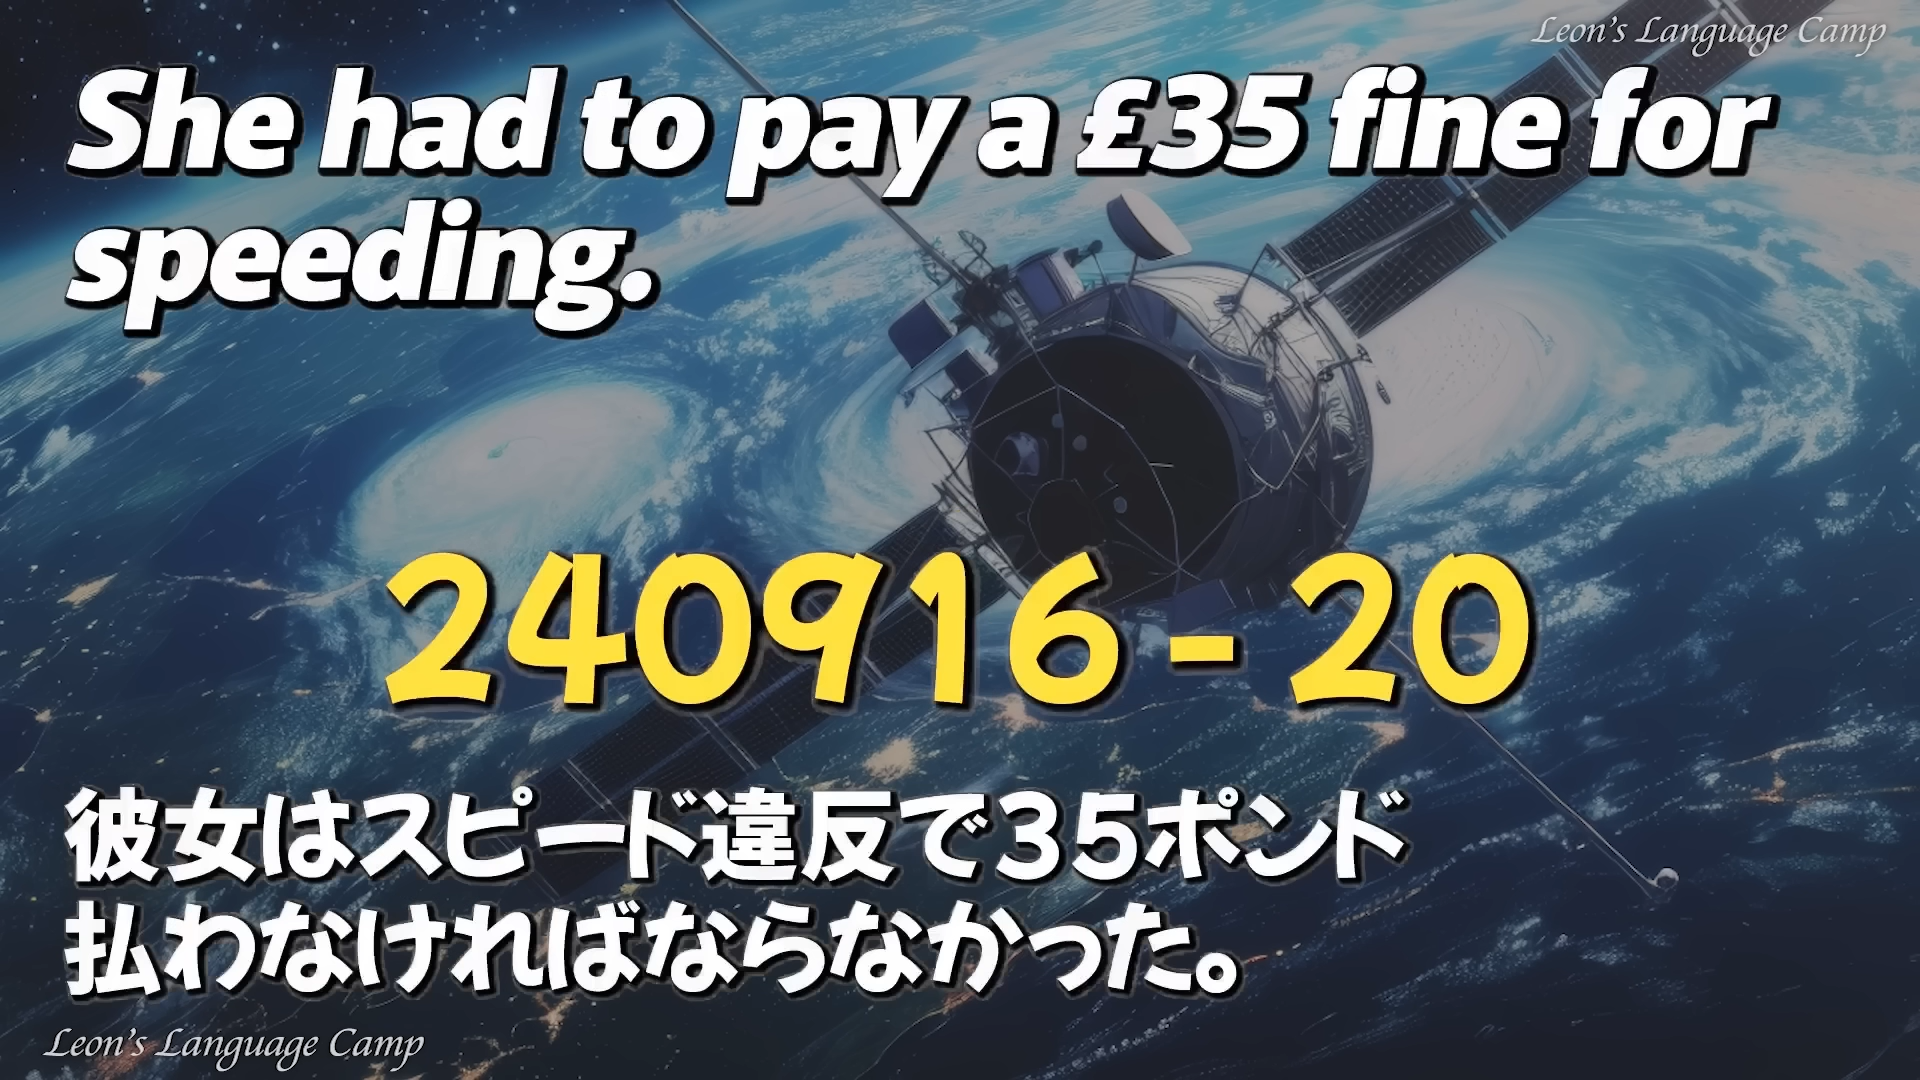 Leon's Language Camp
She had to pay a £35 fine for
speeding.
240916-20
彼女はスピード違反で35ポンド
払わなければならなかった。
Leon's Language Camp